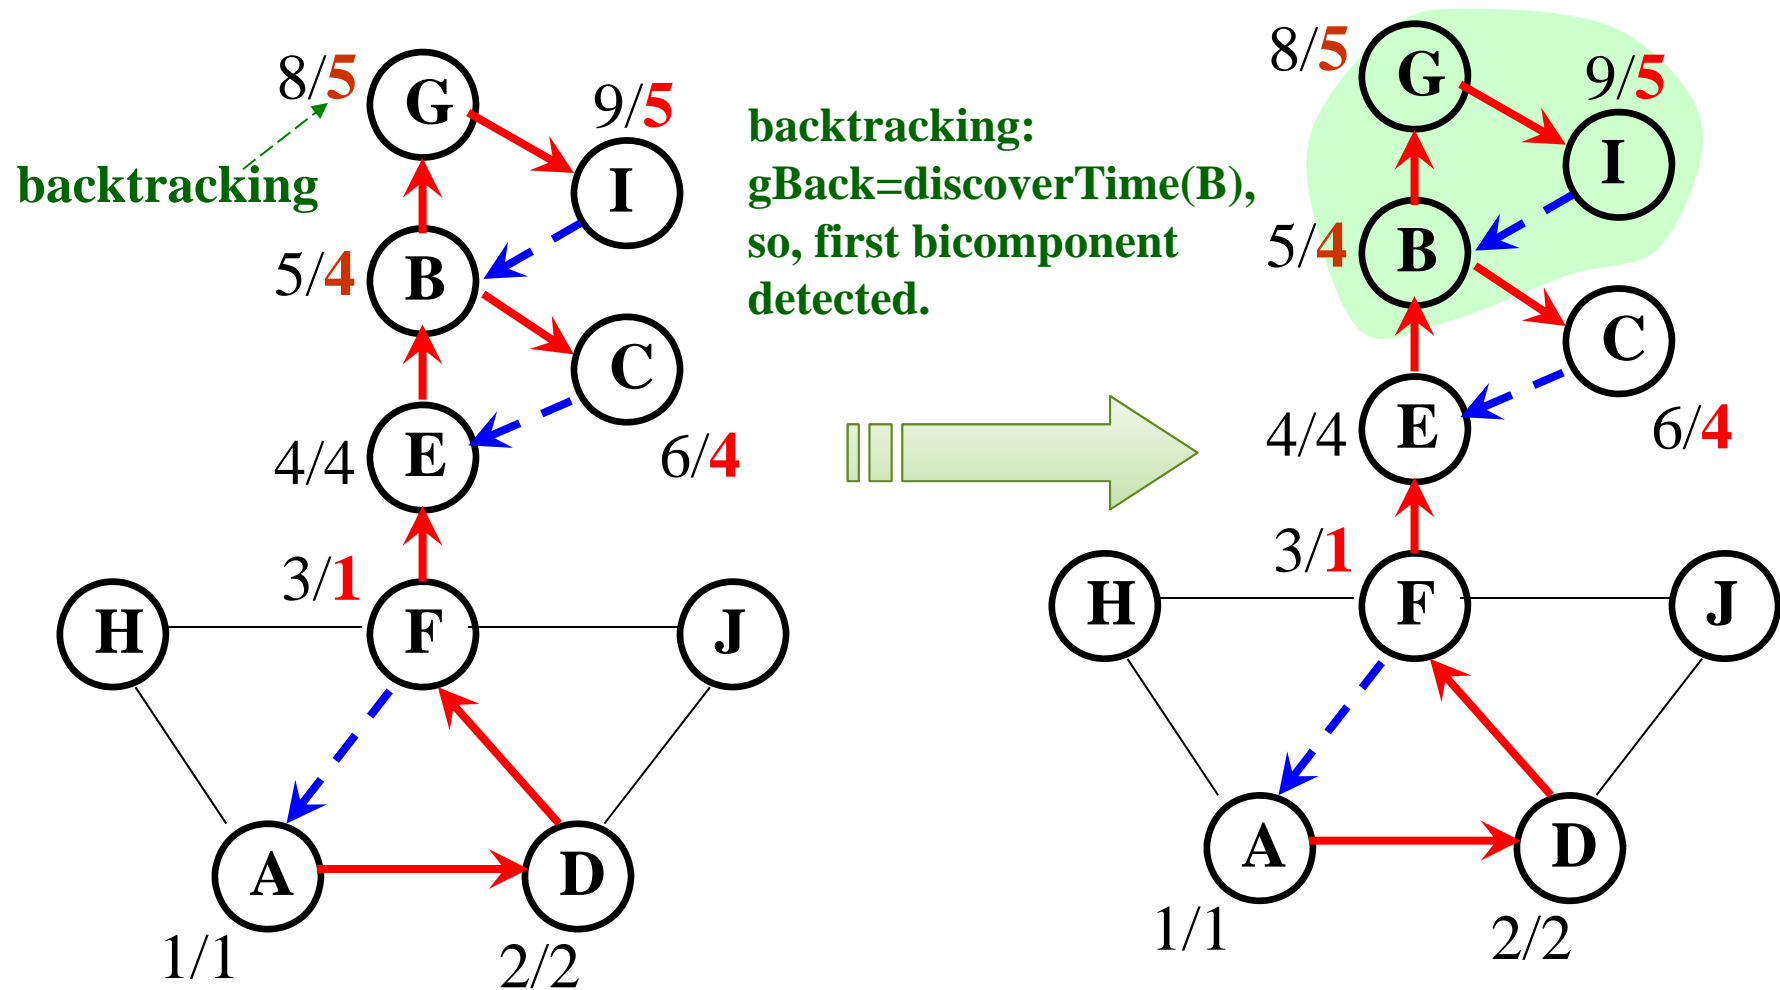 8/5
G
9/5
backtracking
I
5/4
B
C
4/4
E
6/4
3/1
H
F
J
A
D
1/1
2/2
backtracking:
gBack=discoverTime(B),
so, first bicomponent
detected.
8/5
G
9/5
I
5/4
B
C
4/4
E
6/4
3/1
H
F
J
A
D
1/1
2/2